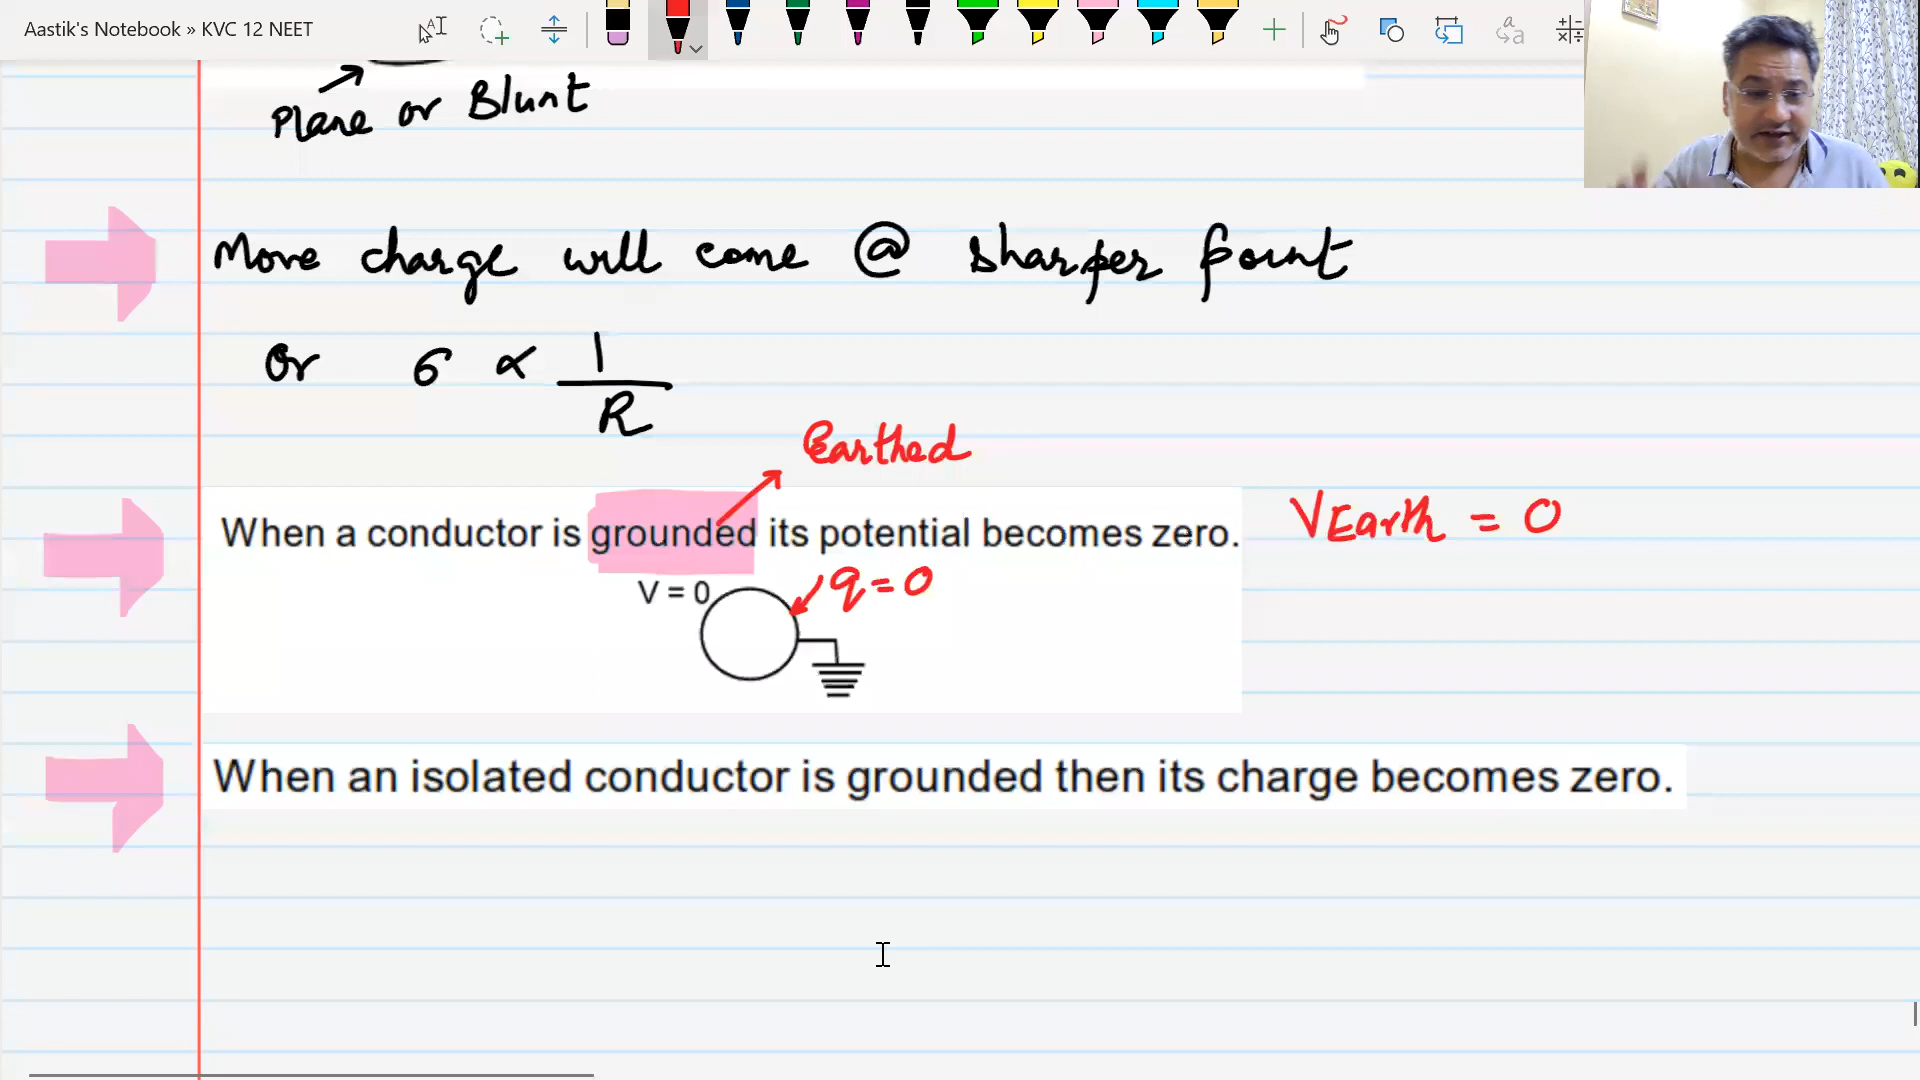 Aastik's Notebook » KVC 12 NEET
Plane or Blunt
More charge will come @ sharper point
Or σ ∝ 1/R
Earthed
When a conductor is grounded its potential becomes zero.
V Earth = 0
V = 0
q = 0
When an isolated conductor is grounded then its charge becomes zero.